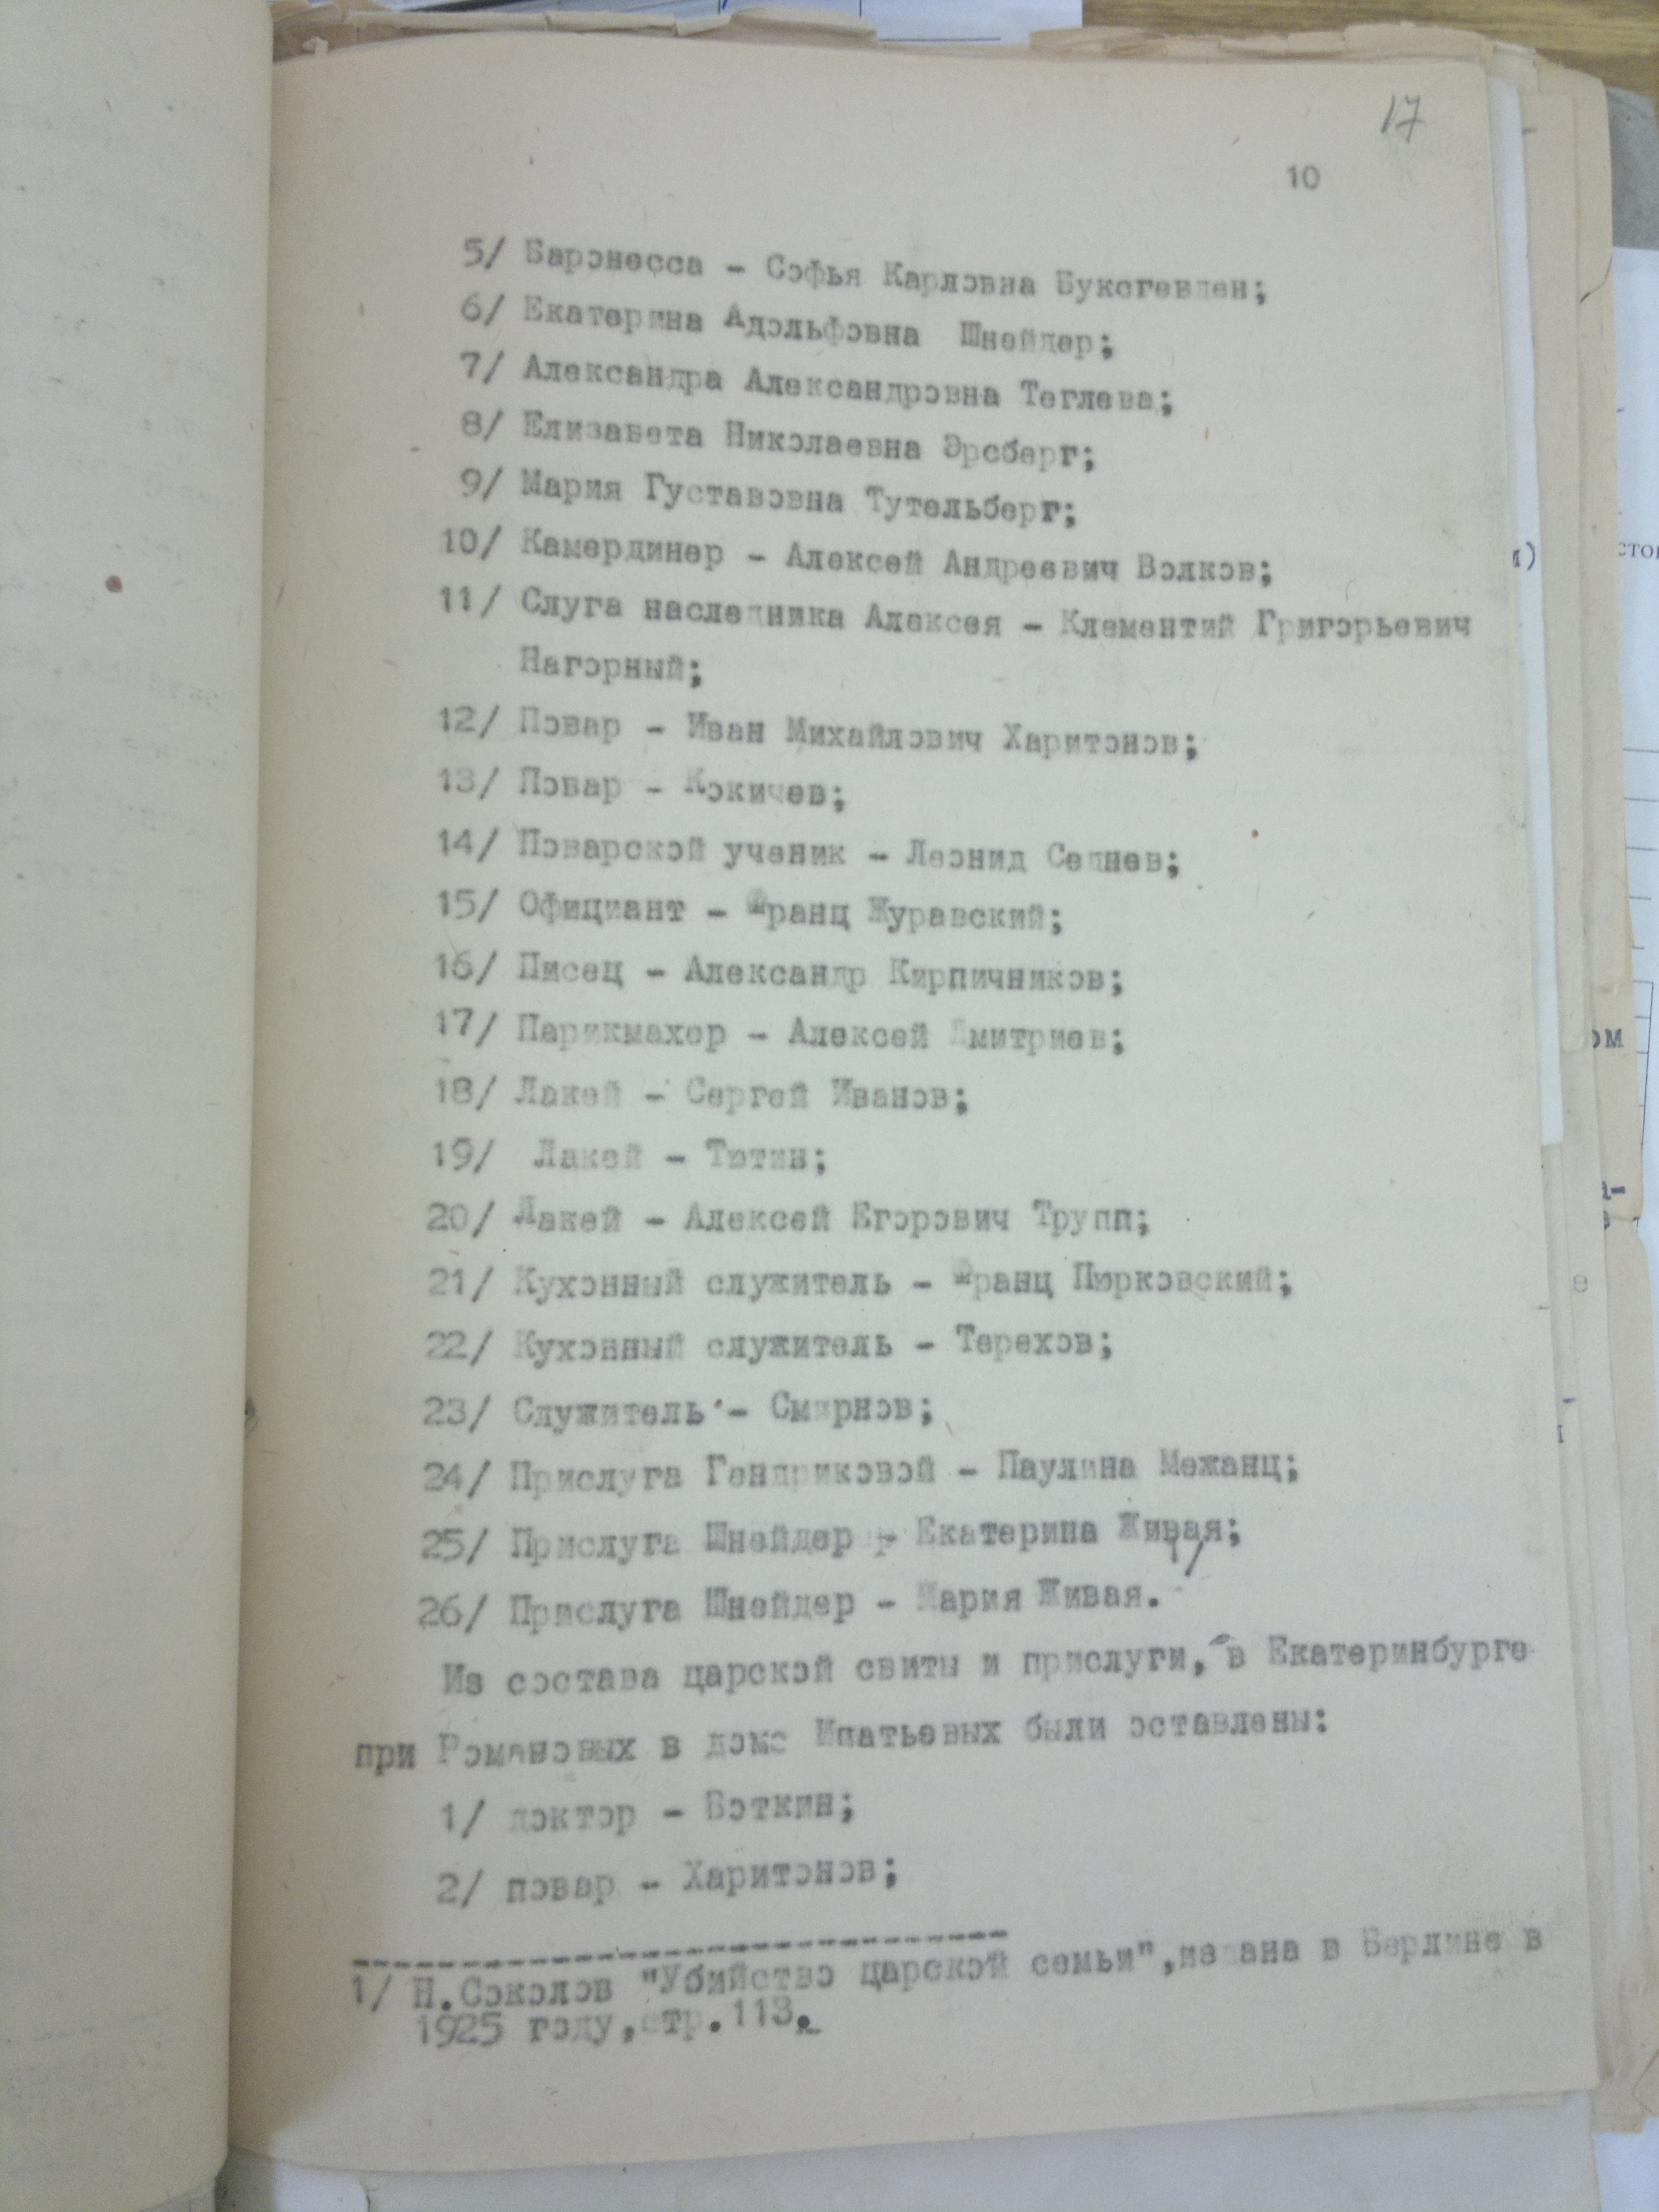 17
10
5/ Баронесса - Софья Карловна Буксгевден;
6/ Екатерина Адольфовна Шнейдер;
7/ Александра Александровна Теглева;
8/ Елизавета Николаевна Эрсберг;
9/ Мария Густавовна Тутельберг;
10/ Камердинер - Алексей Андреевич Волков;
11/ Слуга наследника Алексея - Клементий Григорьевич
Нагорный;
12/ Повар - Иван Михайлович Харитонов;
13/ Повар - Кокичев;
14/ Поварской ученик - Леонид Седнев;
15/ Официант - Франц Журавский;
16/ Писец - Александр Кирпичников;
17/ Парикмахер - Алексей Дмитриев;
18/ Лакей - Сергей Иванов;
19/ Лакей - Тютин;
20/ Лакей - Алексей Егорович Трупп;
21/ Кухонный служитель - Франц Пюрковский;
22/ Кухонный служитель - Терехов;
23/ Служитель - Смирнов;
24/ Прислуга Гендриковой - Паулина Межанц;
25/ Прислуга Шнейдер - Екатерина Живая;
26/ Прислуга Шнейдер - Мария Живая. 1/
Из состава царской свиты и прислуги, в Екатеринбурге
при Романовых в доме Ипатьевых были оставлены:
1/ доктор - Боткин;
2/ повар - Харитонов;
1/ Н.Соколов "Убийство царской семьи",издана в Берлине в
1925 году,стр.113.